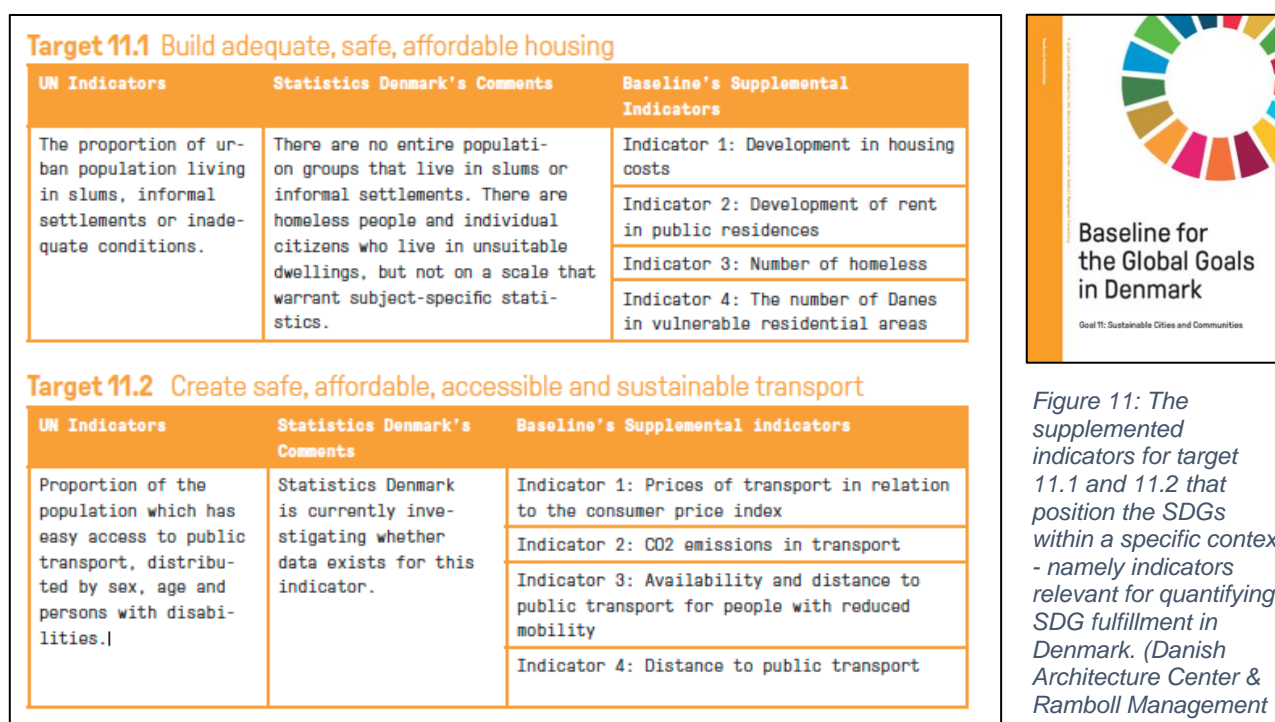 Target 11.1 Build adequate, safe, affordable housing
UN Indicators
Statistics Denmark's Comments
Baseline's Supplemental
Indicators
The proportion of ur-
ban population living
in slums, informal
settlements or inade-
quate conditions.
There are no entire populati-
on groups that live in slums or
informal settlements. There are
homeless people and individual
citizens who live in unsuitable
dwellings, but not on a scale that
warrant subject-specific stati-
stics.
Indicator 1: Development in housing
costs
Indicator 2: Development of rent
in public residences
Indicator 3: Number of homeless
Indicator 4: The number of Danes
in vulnerable residential areas
Target 11.2 Create safe, affordable, accessible and sustainable transport
UN Indicators
Statistics Denmark's
Comments
Baseline's Supplemental indicators
Proportion of the
population which has
easy access to public
transport, distribu-
ted by sex, age and
persons with disabi-
lities.
Statistics Denmark
is currently inve-
stigating whether
data exists for this
indicator.
Indicator 1: Prices of transport in relation
to the consumer price index
Indicator 2: CO2 emissions in transport
Indicator 3: Availability and distance to
public transport for people with reduced
mobility
Indicator 4: Distance to public transport
Baseline for
the Global Goals
in Denmark
Goal 11: Sustainable Cities and Communities
Figure 11: The
supplemented
indicators for target
11.1 and 11.2 that
position the SDGs
within a specific contex
- namely indicators
relevant for quantifying
SDG fulfillment in
Denmark. (Danish
Architecture Center &
Ramboll Management